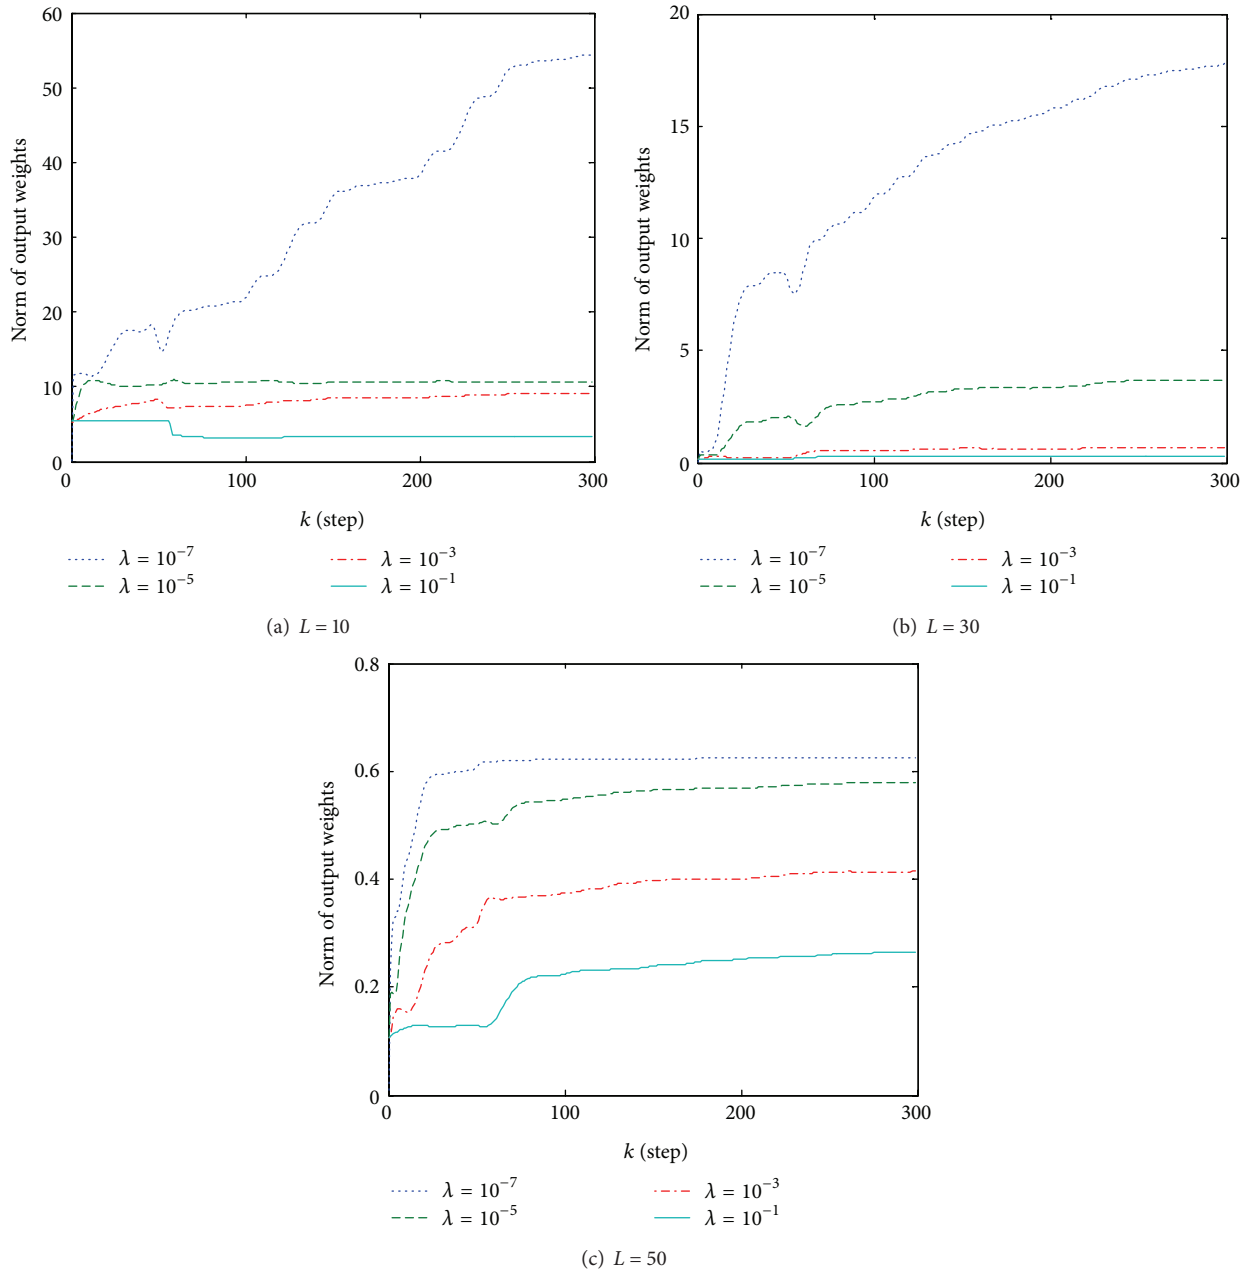 Norm of output weights
60
50
40
30
20
10
0
0 100 200 300
k (step)
λ = 10⁻⁷ λ = 10⁻³
λ = 10⁻⁵ λ = 10⁻¹
(a) L = 10
Norm of output weights
20
15
10
5
0
0 100 200 300
k (step)
λ = 10⁻⁷ λ = 10⁻³
λ = 10⁻⁵ λ = 10⁻¹
(b) L = 30
Norm of output weights
0.8
0.6
0.4
0.2
0
0 100 200 300
k (step)
λ = 10⁻⁷ λ = 10⁻³
λ = 10⁻⁵ λ = 10⁻¹
(c) L = 50